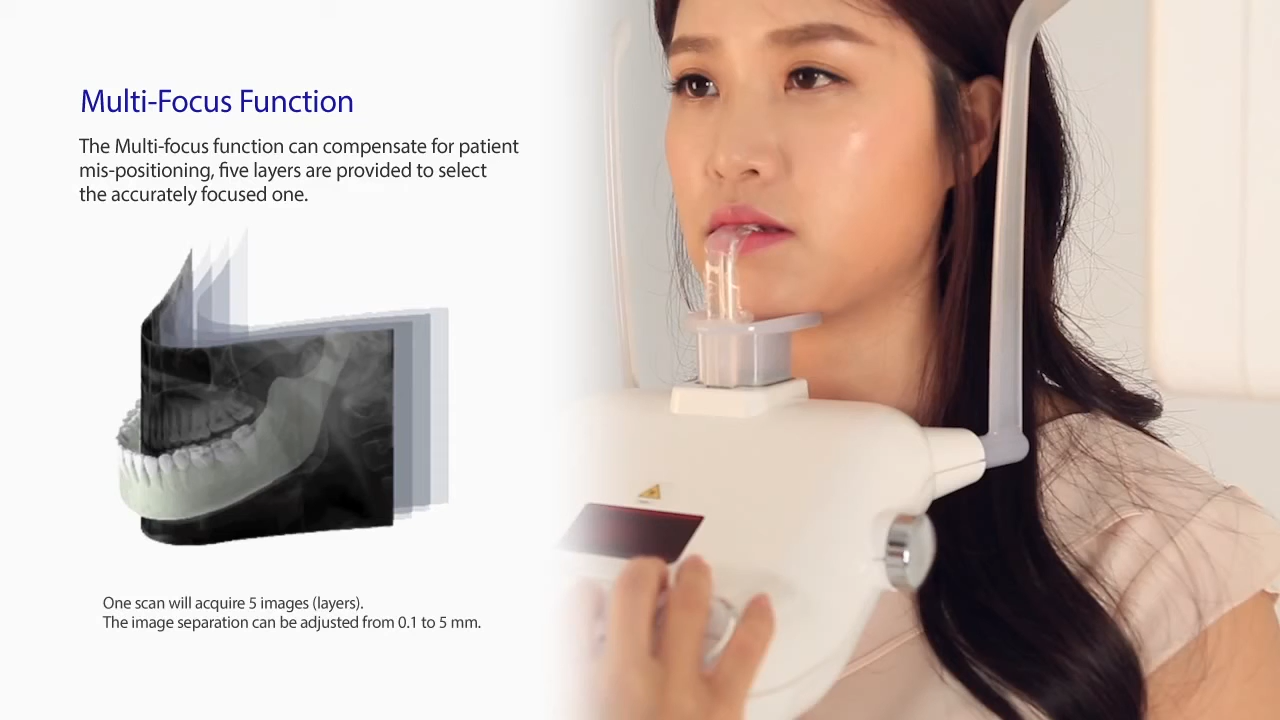 Multi-Focus Function
The Multi-focus function can compensate for patient
mis-positioning, five layers are provided to select
the accurately focused one.
One scan will acquire 5 images (layers).
The image separation can be adjusted from 0.1 to 5 mm.